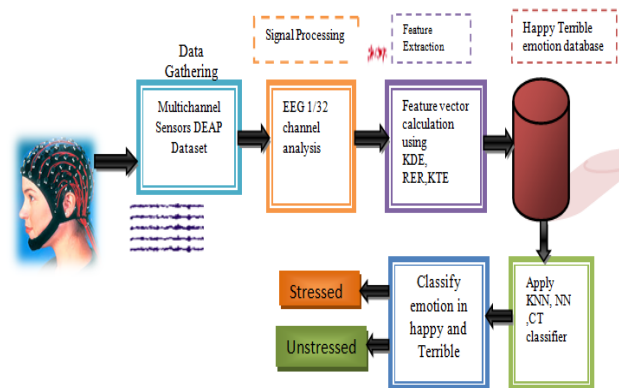 Data
Gathering
Multichannel
Sensors DEAP
Dataset
Signal Processing
EEG 1/32
channel
analysis
Feature
Extraction
Feature vector
calculation
using
KDE,
RER,KTE
Happy Terrible
emotion database
Apply
KNN, NN
,CT
classifier
Classify
emotion in
happy and
Terrible
Stressed
Unstressed